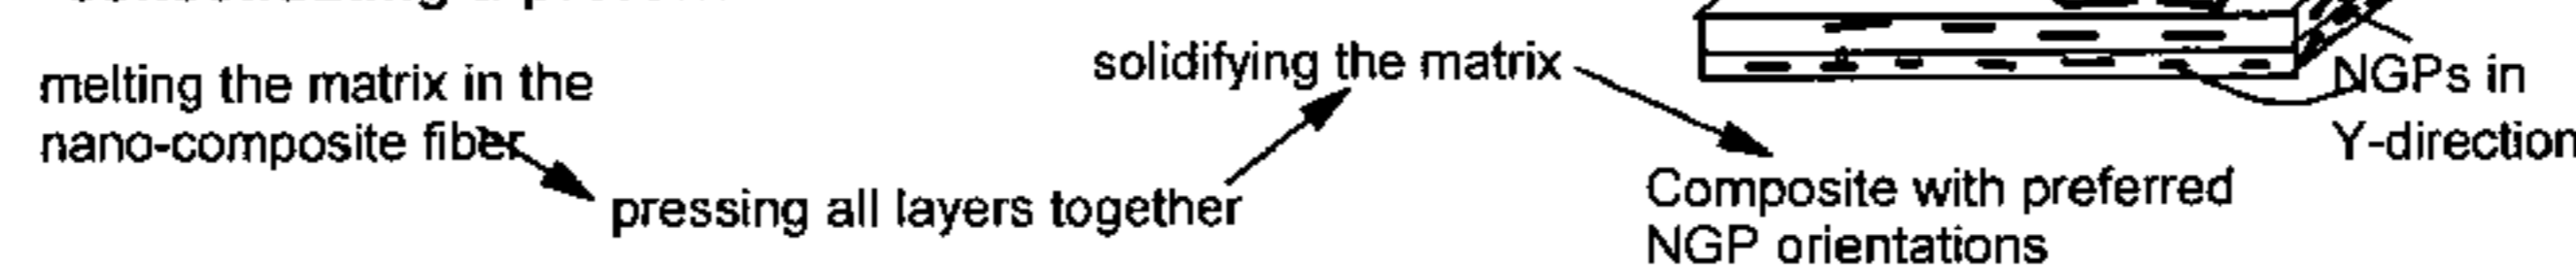 melting the matrix in the
nano-composite fiber
pressing all layers together
solidifying the matrix
Composite with preferred
NGP orientations
NGPs in
Y-direction